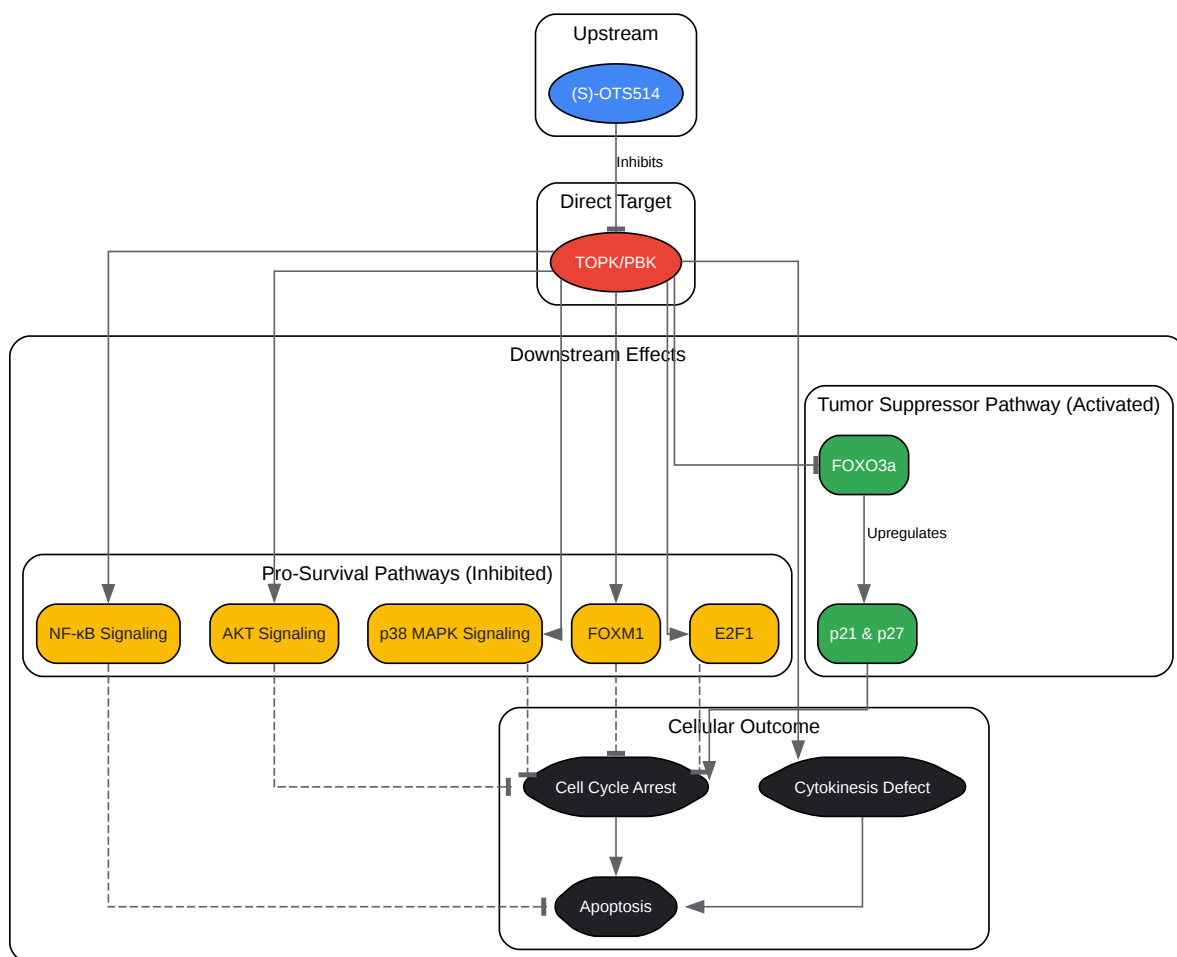 Upstream
(S)-OTS514
Inhibits
Direct Target
TOPK/PBK
Downstream Effects
Tumor Suppressor Pathway (Activated)
FOXO3a
Upregulates
Pro-Survival Pathways (Inhibited)
NF-κB Signaling
AKT Signaling
p38 MAPK Signaling
FOXM1
E2F1
p21 & p27
Cellular Outcome
Cell Cycle Arrest
Cytokinesis Defect
Apoptosis